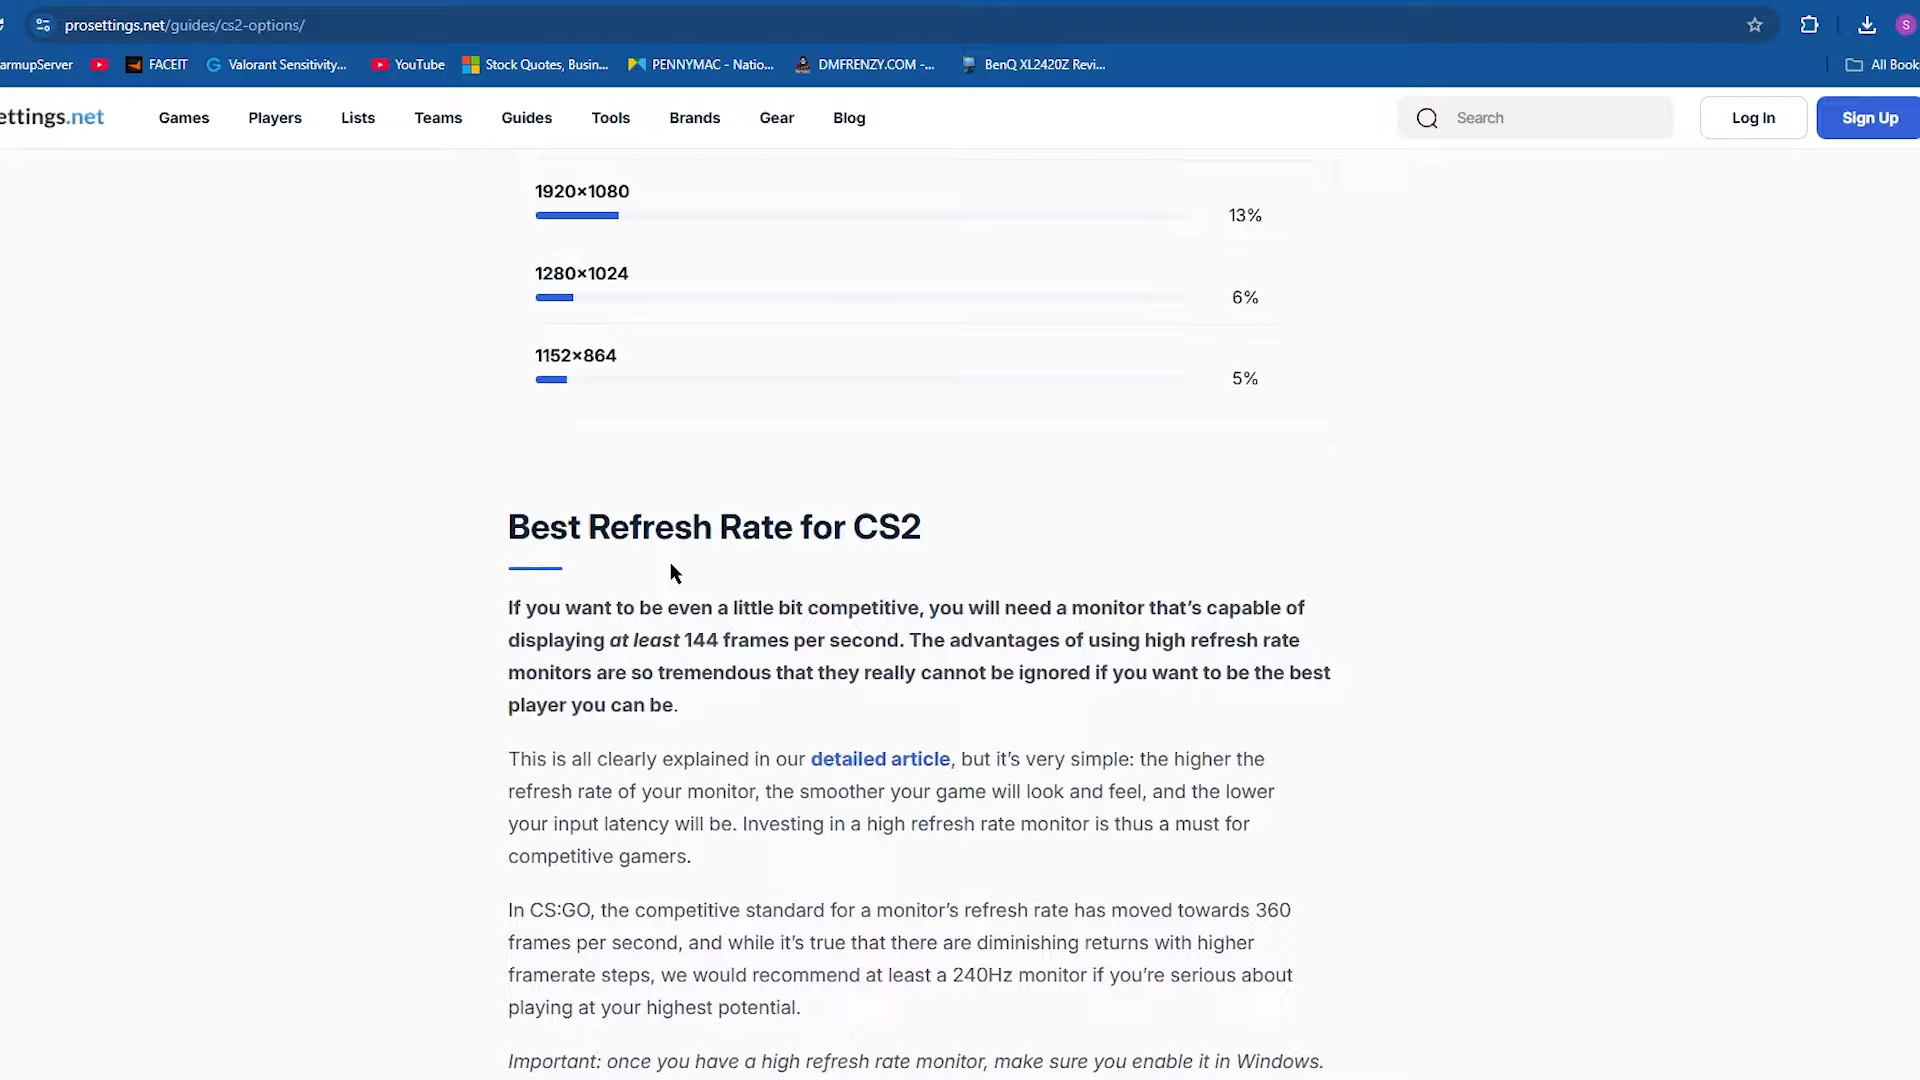 prosettings.net/guides/cs2-options/
S
armupServer
FACEIT
Valorant Sensitivity...
YouTube
Stock Quotes, Busin...
PENNYMAC - Natio...
DMFRENZY.COM -...
BenQ XL2420Z Revi...
All Book
ettings.net
Games
Players
Lists
Teams
Guides
Tools
Brands
Gear
Blog
Search
Log In
Sign Up
1920×1080
13%
1280×1024
6%
1152×864
5%
Best Refresh Rate for CS2
If you want to be even a little bit competitive, you will need a monitor that's capable of
displaying at least 144 frames per second. The advantages of using high refresh rate
monitors are so tremendous that they really cannot be ignored if you want to be the best
player you can be.
This is all clearly explained in our detailed article, but it's very simple: the higher the
refresh rate of your monitor, the smoother your game will look and feel, and the lower
your input latency will be. Investing in a high refresh rate monitor is thus a must for
competitive gamers.
In CS:GO, the competitive standard for a monitor's refresh rate has moved towards 360
frames per second, and while it's true that there are diminishing returns with higher
framerate steps, we would recommend at least a 240Hz monitor if you're serious about
playing at your highest potential.
Important: once you have a high refresh rate monitor, make sure you enable it in Windows.